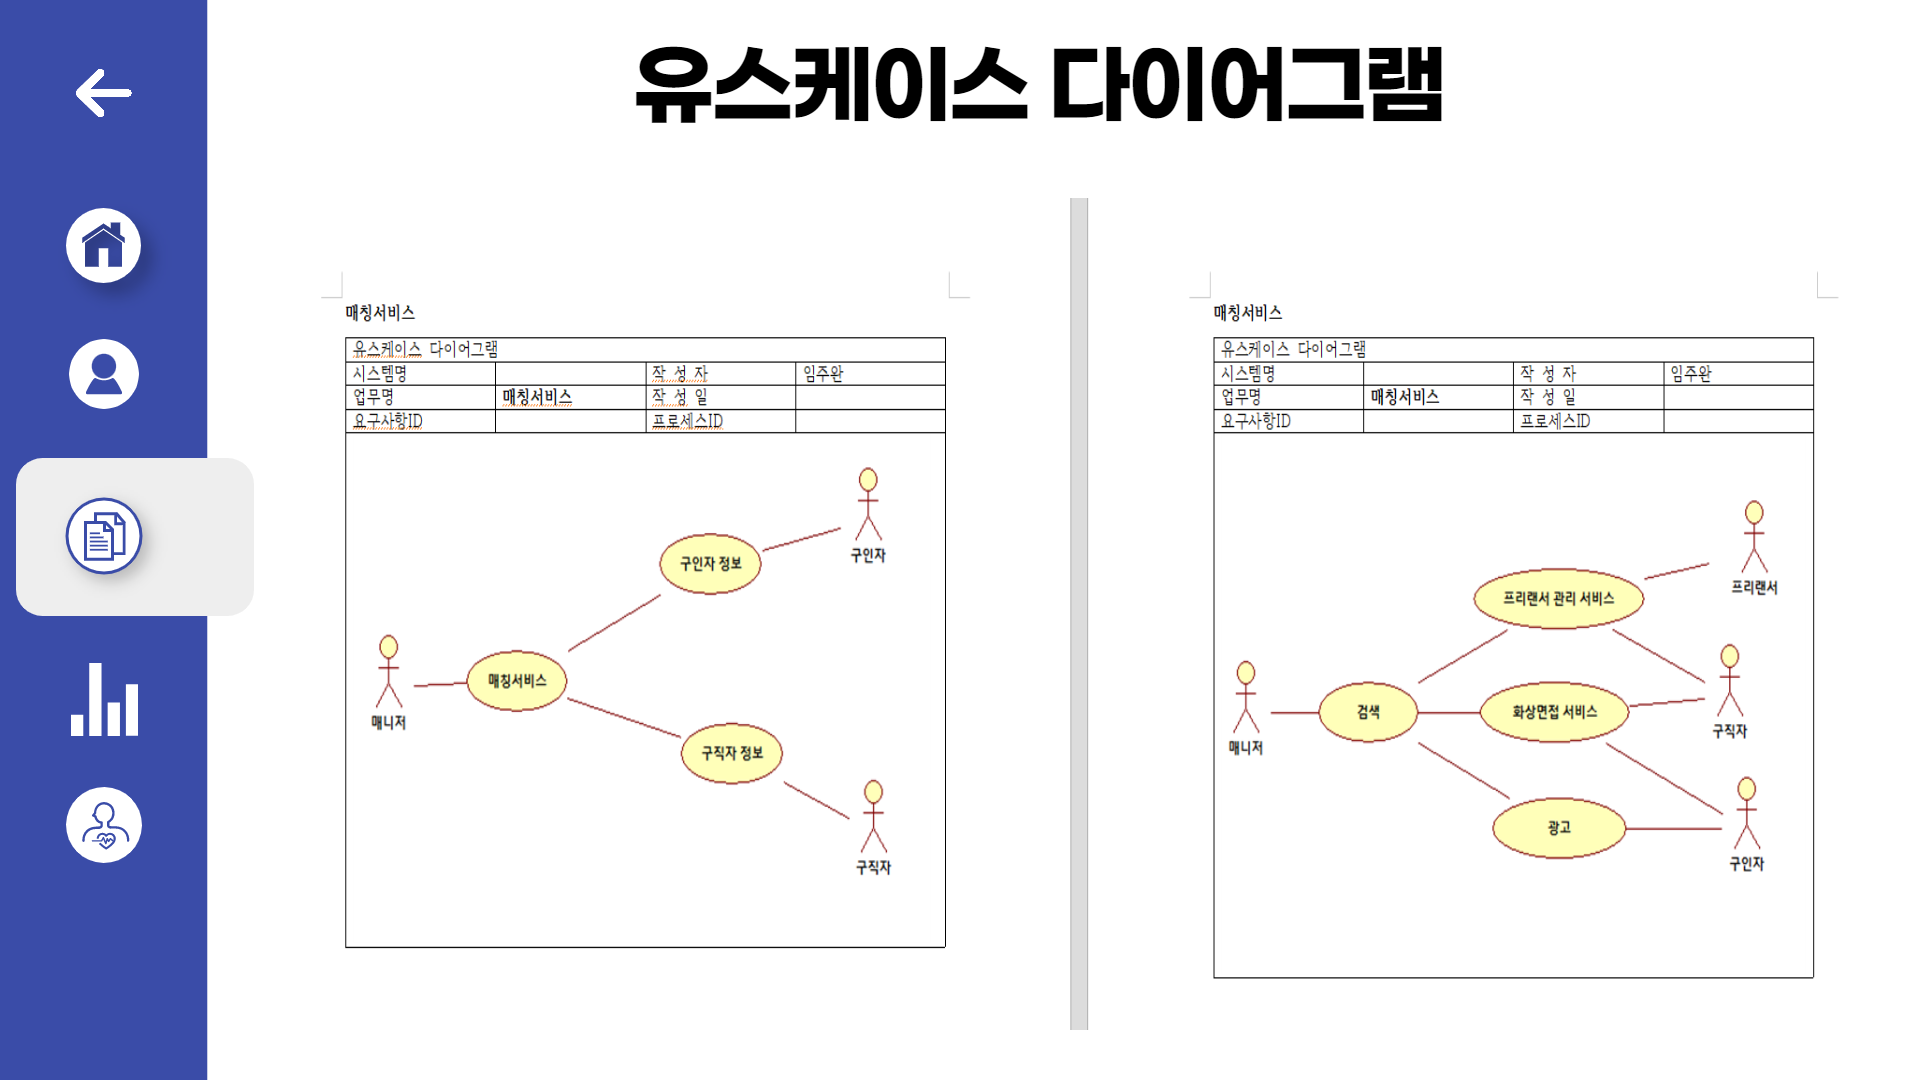 유스케이스 다이어그램
매칭서비스
유스케이스 다이어그램
시스템명 작 성 자 임주완
업무명 매칭서비스 작 성 일
요구사항ID 프로세스ID
구인자
구인자 정보
매칭서비스
매니저
구직자 정보
구직자
매칭서비스
유스케이스 다이어그램
시스템명 작 성 자 임주완
업무명 매칭서비스 작 성 일
요구사항ID 프로세스ID
프리랜서
프리랜서 관리 서비스
검색
화상면접 서비스
구직자
매니저
광고
구인자